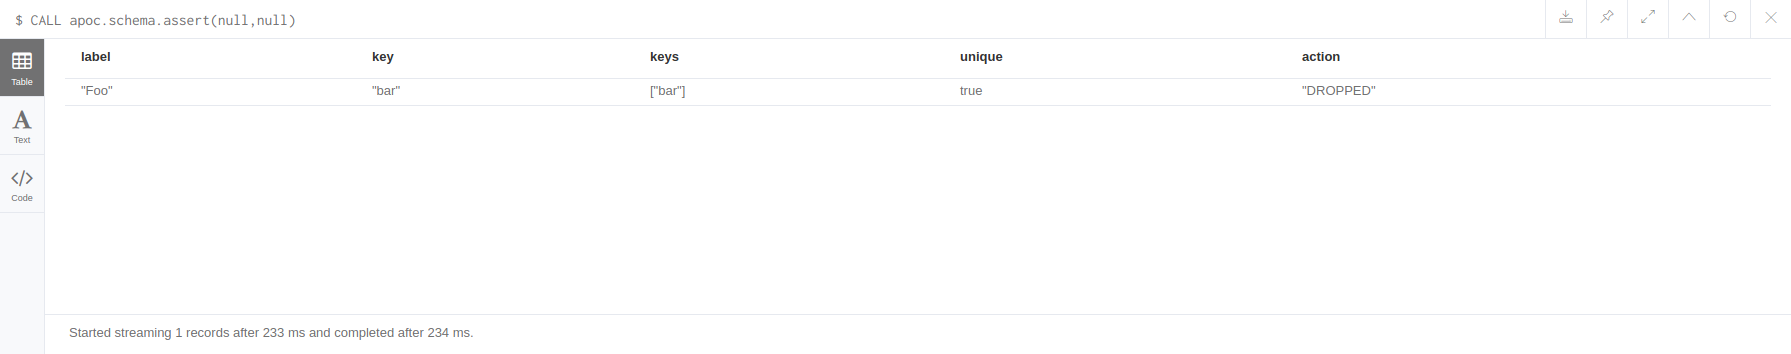 $ CALL apoc.schema.assert(null,null)
label key keys unique action
"Foo" "bar" ["bar"] true "DROPPED"
Table
A
Text
</>
Code
Started streaming 1 records after 233 ms and completed after 234 ms.